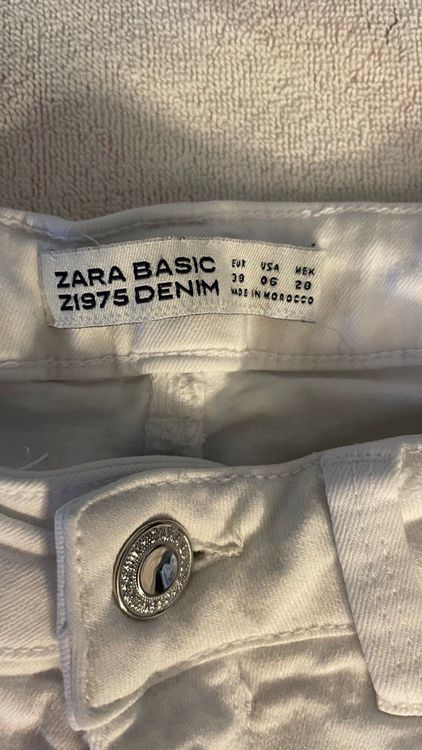 ZARA BASIC
Z1975 DENIM
EUR USA MEX
38 06 28
MADE IN MOROCCO